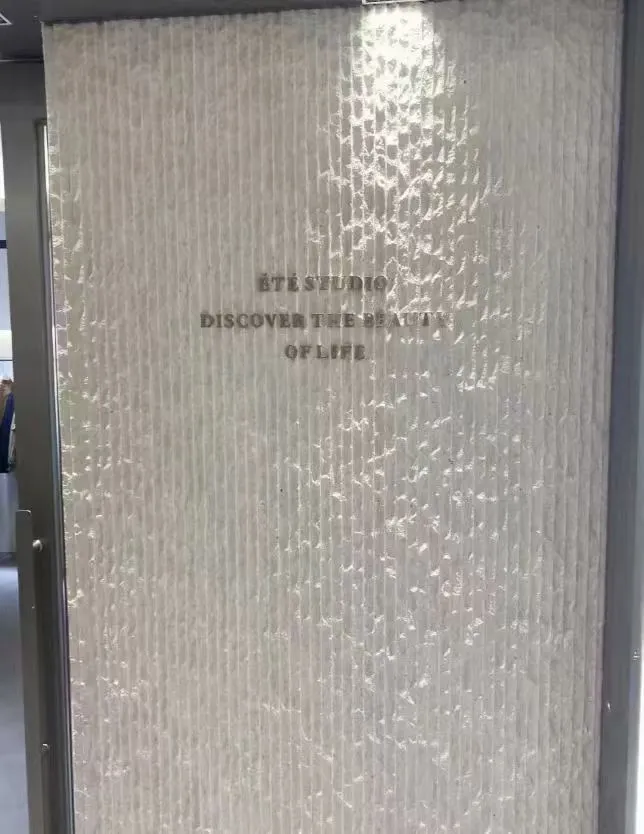 ÉTÉ STUDIO
DISCOVER THE BEAUTY
OF LIFE